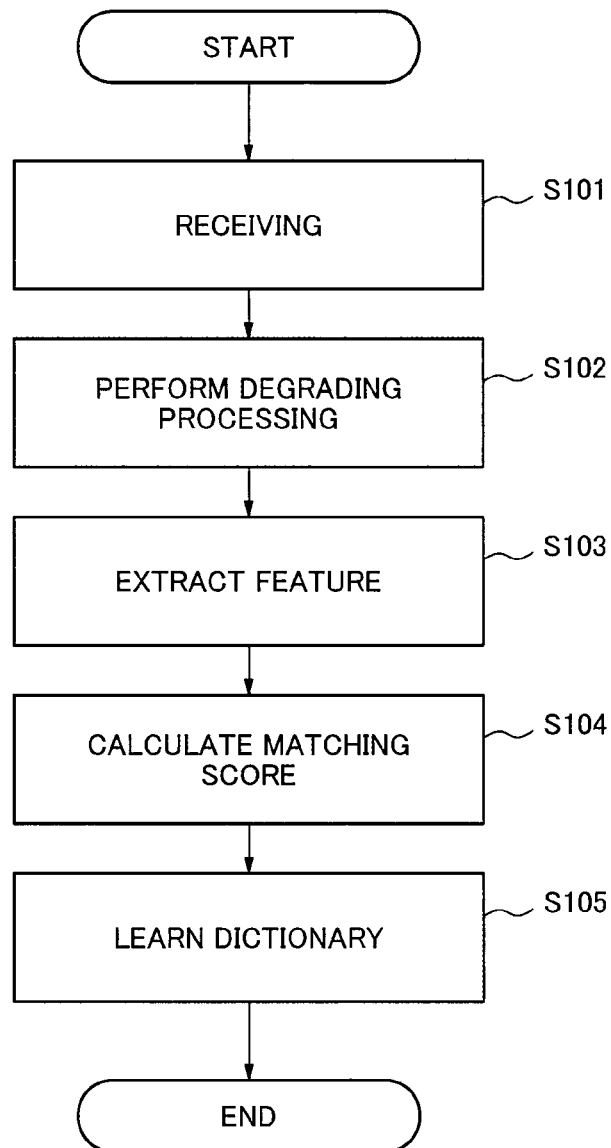 START
RECEIVING
S101
PERFORM DEGRADING
PROCESSING
S102
EXTRACT FEATURE
S103
CALCULATE MATCHING
SCORE
S104
LEARN DICTIONARY
S105
END